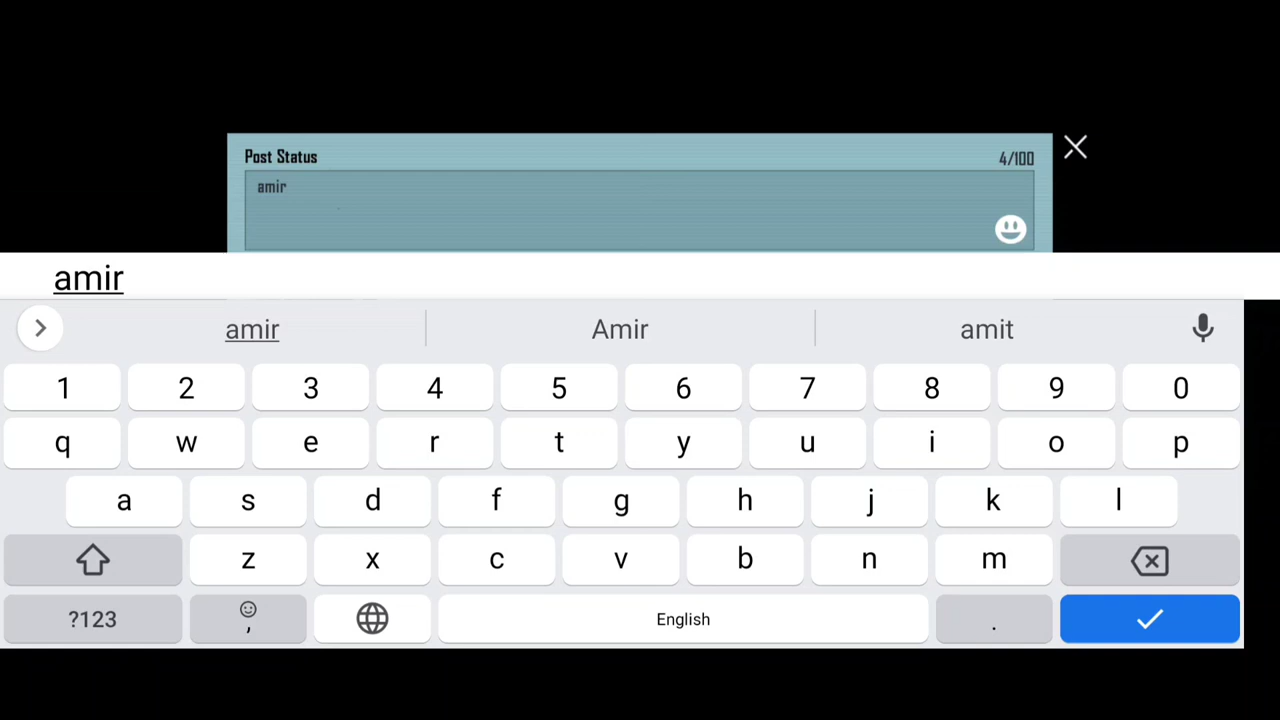 Post Status 4/100
amir
amir
amir Amir amit
1 2 3 4 5 6 7 8 9 0
q w e r t y u i o p
a s d f g h j k l
z x c v b n m
?123 , English .